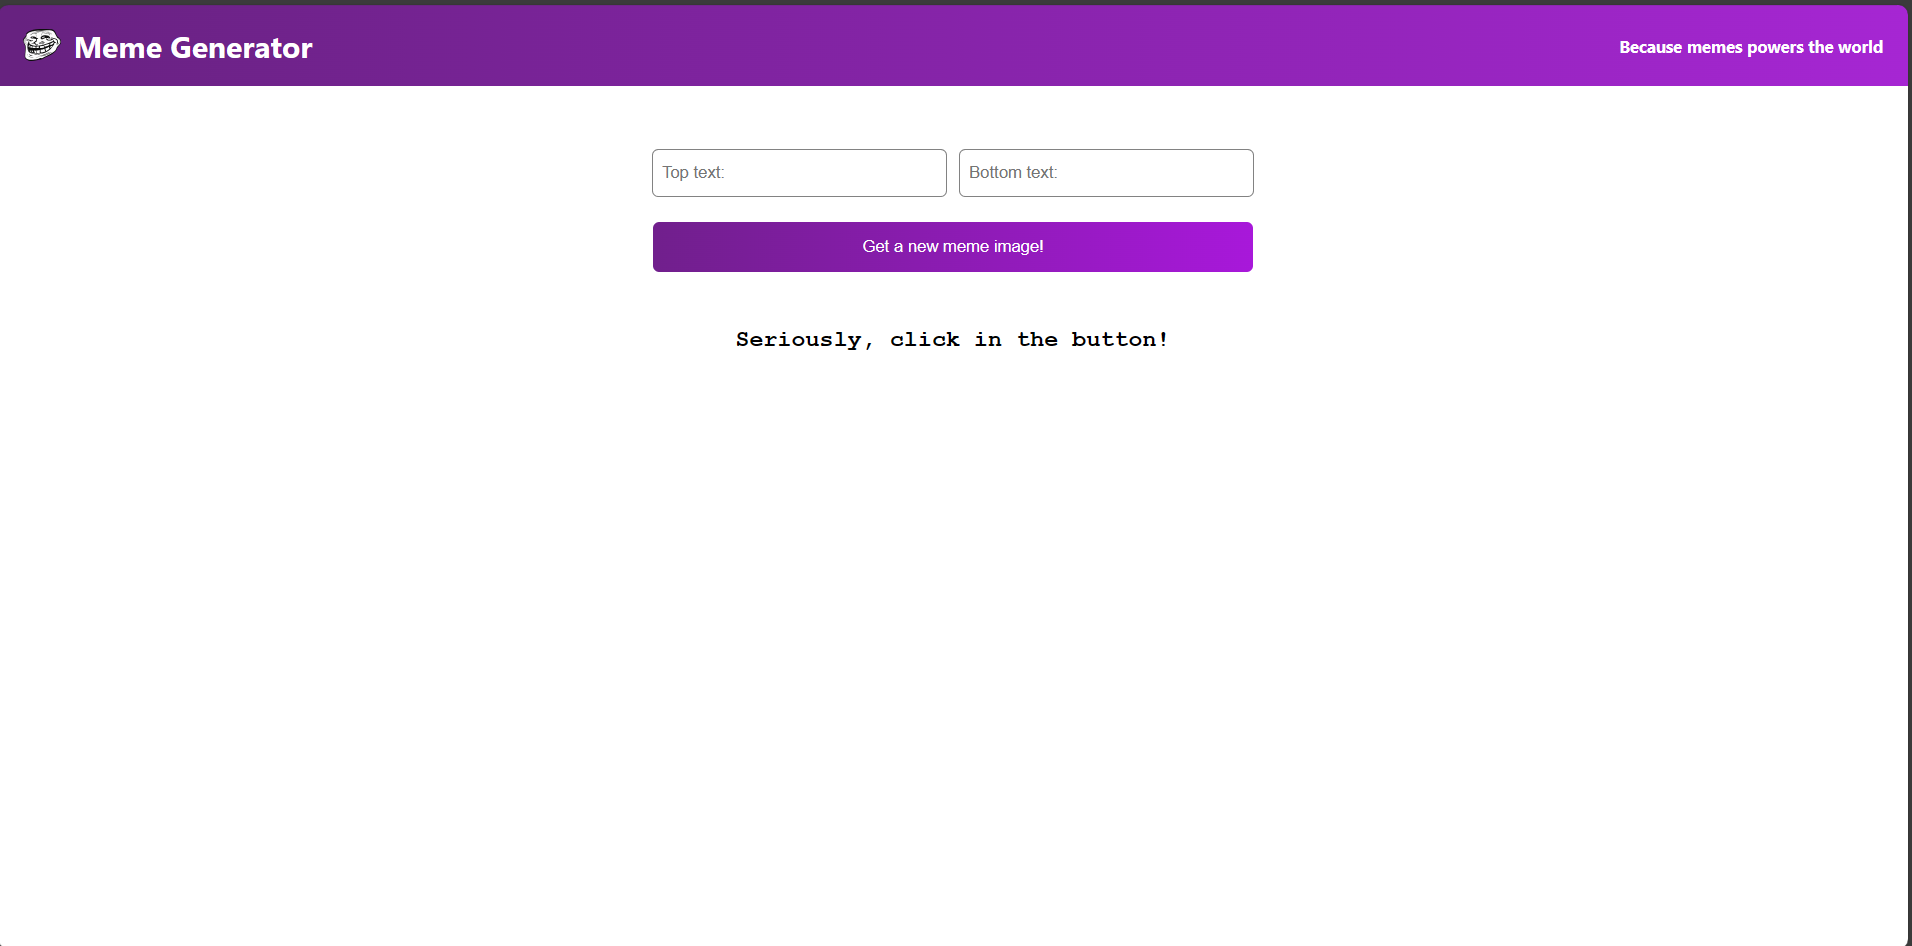 Meme Generator
Because memes powers the world
Top text:
Bottom text:
Get a new meme image!
Seriously, click in the button!